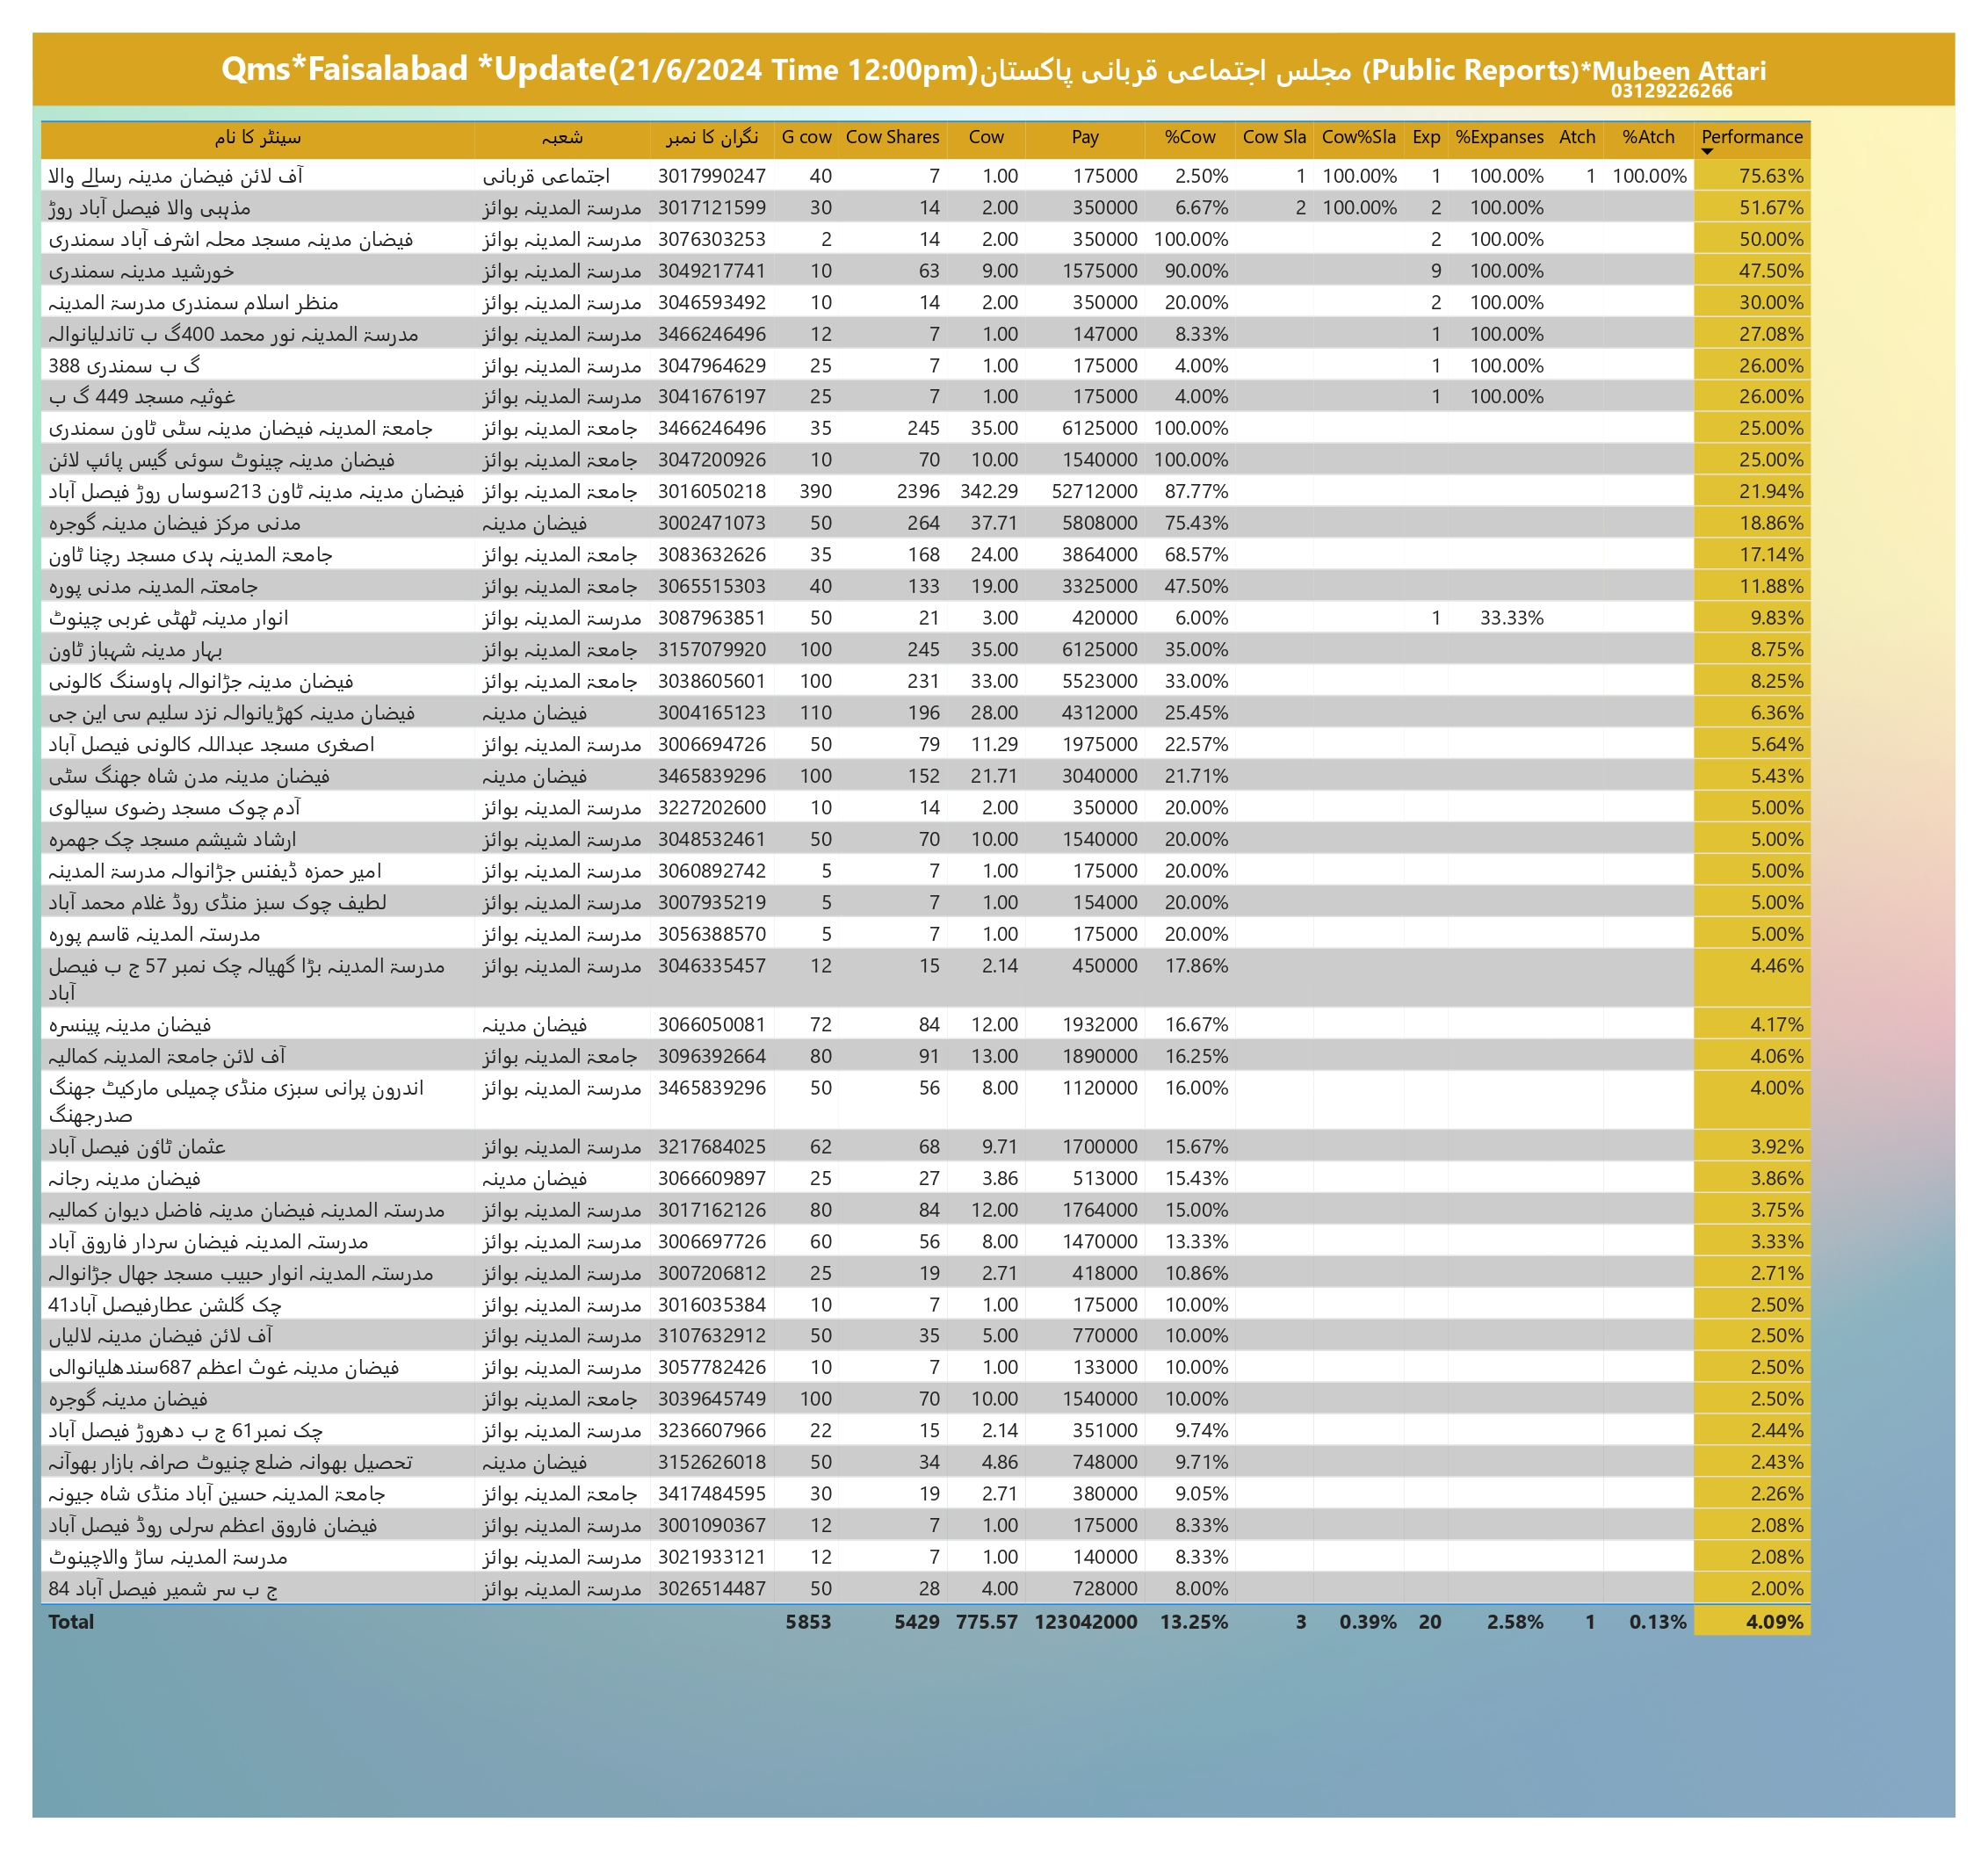 Qms*Faisalabad *Update(21/6/2024 Time 12:00pm)مجلس اجتماعی قربانی پاکستان (Public Reports)*Mubeen Attari
03129226266
سینٹر کا نام شعبہ نگران کا نمبر G cow Cow Shares Cow Pay %Cow Cow Sla Cow%Sla Exp %Expanses Atch %Atch Performance
آف لائن فیضان مدینہ رسالے والا اجتماعی قربانی 3017990247 40 7 1.00 175000 2.50% 1 100.00% 1 100.00% 1 100.00% 75.63%
مذہبی والا فیصل آباد روڑ مدرسۃ المدینہ بوائز 3017121599 30 14 2.00 350000 6.67% 2 100.00% 2 100.00% 51.67%
فیضان مدینہ مسجد محلہ اشرف آباد سمندری مدرسۃ المدینہ بوائز 3076303253 2 14 2.00 350000 100.00% 2 100.00% 50.00%
خورشید مدینہ سمندری مدرسۃ المدینہ بوائز 3049217741 10 63 9.00 1575000 90.00% 9 100.00% 47.50%
منظر اسلام سمندری مدرسۃ المدینہ مدرسۃ المدینہ بوائز 3046593492 10 14 2.00 350000 20.00% 2 100.00% 30.00%
مدرسۃ المدینہ نور محمد 400گ ب تاندلیانوالہ مدرسۃ المدینہ بوائز 3466246496 12 7 1.00 147000 8.33% 1 100.00% 27.08%
388 گ ب سمندری مدرسۃ المدینہ بوائز 3047964629 25 7 1.00 175000 4.00% 1 100.00% 26.00%
غوثیہ مسجد 449 گ ب مدرسۃ المدینہ بوائز 3041676197 25 7 1.00 175000 4.00% 1 100.00% 26.00%
جامعۃ المدینہ فیضان مدینہ سٹی ٹاون سمندری جامعۃ المدینہ بوائز 3466246496 35 245 35.00 6125000 100.00% 25.00%
فیضان مدینہ چینوٹ سوئی گیس پائپ لائن جامعۃ المدینہ بوائز 3047200926 10 70 10.00 1540000 100.00% 25.00%
فیضان مدینہ مدینہ ٹاون 213سوساں روڑ فیصل آباد جامعۃ المدینہ بوائز 3016050218 390 2396 342.29 52712000 87.77% 21.94%
مدنی مرکز فیضان مدینہ گوجرہ فیضان مدینہ 3002471073 50 264 37.71 5808000 75.43% 18.86%
جامعۃ المدینہ ہدی مسجد رچنا ٹاون جامعۃ المدینہ بوائز 3083632626 35 168 24.00 3864000 68.57% 17.14%
جامعتہ المدینہ مدنی پورہ جامعۃ المدینہ بوائز 3065515303 40 133 19.00 3325000 47.50% 11.88%
انوار مدینہ ٹھٹی غربی چینوٹ مدرسۃ المدینہ بوائز 3087963851 50 21 3.00 420000 6.00% 1 33.33% 9.83%
بہار مدینہ شہباز ٹاون جامعۃ المدینہ بوائز 3157079920 100 245 35.00 6125000 35.00% 8.75%
فیضان مدینہ جڑانوالہ ہاوسنگ کالونی جامعۃ المدینہ بوائز 3038605601 100 231 33.00 5523000 33.00% 8.25%
فیضان مدینہ کھڑیانوالہ نزد سلیم سی این جی فیضان مدینہ 3004165123 110 196 28.00 4312000 25.45% 6.36%
اصغری مسجد عبداللہ کالونی فیصل آباد مدرسۃ المدینہ بوائز 3006694726 50 79 11.29 1975000 22.57% 5.64%
فیضان مدینہ مدن شاہ جھنگ سٹی فیضان مدینہ 3465839296 100 152 21.71 3040000 21.71% 5.43%
آدم چوک مسجد رضوی سیالوی مدرسۃ المدینہ بوائز 3227202600 10 14 2.00 350000 20.00% 5.00%
ارشاد شیشم مسجد چک جھمرہ مدرسۃ المدینہ بوائز 3048532461 50 70 10.00 1540000 20.00% 5.00%
امیر حمزہ ڈیفنس جڑانوالہ مدرسۃ المدینہ مدرسۃ المدینہ بوائز 3060892742 5 7 1.00 175000 20.00% 5.00%
لطیف چوک سبز منڈی روڈ غلام محمد آباد مدرسۃ المدینہ بوائز 3007935219 5 7 1.00 154000 20.00% 5.00%
مدرستہ المدینہ قاسم پورہ مدرسۃ المدینہ بوائز 3056388570 5 7 1.00 175000 20.00% 5.00%
مدرسۃ المدینہ بڑا گھیالہ چک نمبر 57 ج ب فیصل مدرسۃ المدینہ بوائز 3046335457 12 15 2.14 450000 17.86% 4.46%
آباد
فیضان مدینہ پینسرہ فیضان مدینہ 3066050081 72 84 12.00 1932000 16.67% 4.17%
آف لائن جامعۃ المدینہ کمالیہ جامعۃ المدینہ بوائز 3096392664 80 91 13.00 1890000 16.25% 4.06%
اندرون پرانی سبزی منڈی چمیلی مارکیٹ جھنگ مدرسۃ المدینہ بوائز 3465839296 50 56 8.00 1120000 16.00% 4.00%
صدرجھنگ
عثمان ٹاؤن فیصل آباد مدرسۃ المدینہ بوائز 3217684025 62 68 9.71 1700000 15.67% 3.92%
فیضان مدینہ رجانہ فیضان مدینہ 3066609897 25 27 3.86 513000 15.43% 3.86%
مدرستہ المدینہ فیضان مدینہ فاضل دیوان کمالیہ مدرسۃ المدینہ بوائز 3017162126 80 84 12.00 1764000 15.00% 3.75%
مدرستہ المدینہ فیضان سردار فاروق آباد مدرسۃ المدینہ بوائز 3006697726 60 56 8.00 1470000 13.33% 3.33%
مدرستہ المدینہ انوار حبیب مسجد جھال جڑانوالہ مدرسۃ المدینہ بوائز 3007206812 25 19 2.71 418000 10.86% 2.71%
41چک گلشن عطارفیصل آباد مدرسۃ المدینہ بوائز 3016035384 10 7 1.00 175000 10.00% 2.50%
آف لائن فیضان مدینہ لالیاں مدرسۃ المدینہ بوائز 3107632912 50 35 5.00 770000 10.00% 2.50%
فیضان مدینہ غوث اعظم 687سندھلیانوالی مدرسۃ المدینہ بوائز 3057782426 10 7 1.00 133000 10.00% 2.50%
فیضان مدینہ گوجرہ جامعۃ المدینہ بوائز 3039645749 100 70 10.00 1540000 10.00% 2.50%
چک نمبر61 ج ب دھروڑ فیصل آباد مدرسۃ المدینہ بوائز 3236607966 22 15 2.14 351000 9.74% 2.44%
تحصیل بھوانہ ضلع چنیوٹ صرافہ بازار بھوآنہ فیضان مدینہ 3152626018 50 34 4.86 748000 9.71% 2.43%
جامعۃ المدینہ حسین آباد منڈی شاہ جیونہ جامعۃ المدینہ بوائز 3417484595 30 19 2.71 380000 9.05% 2.26%
فیضان فاروق اعظم سرلی روڈ فیصل آباد مدرسۃ المدینہ بوائز 3001090367 12 7 1.00 175000 8.33% 2.08%
مدرسۃ المدینہ ساڑ والاچینوٹ مدرسۃ المدینہ بوائز 3021933121 12 7 1.00 140000 8.33% 2.08%
84 ج ب سر شمیر فیصل آباد مدرسۃ المدینہ بوائز 3026514487 50 28 4.00 728000 8.00% 2.00%
Total 5853 5429 775.57 123042000 13.25% 3 0.39% 20 2.58% 1 0.13% 4.09%